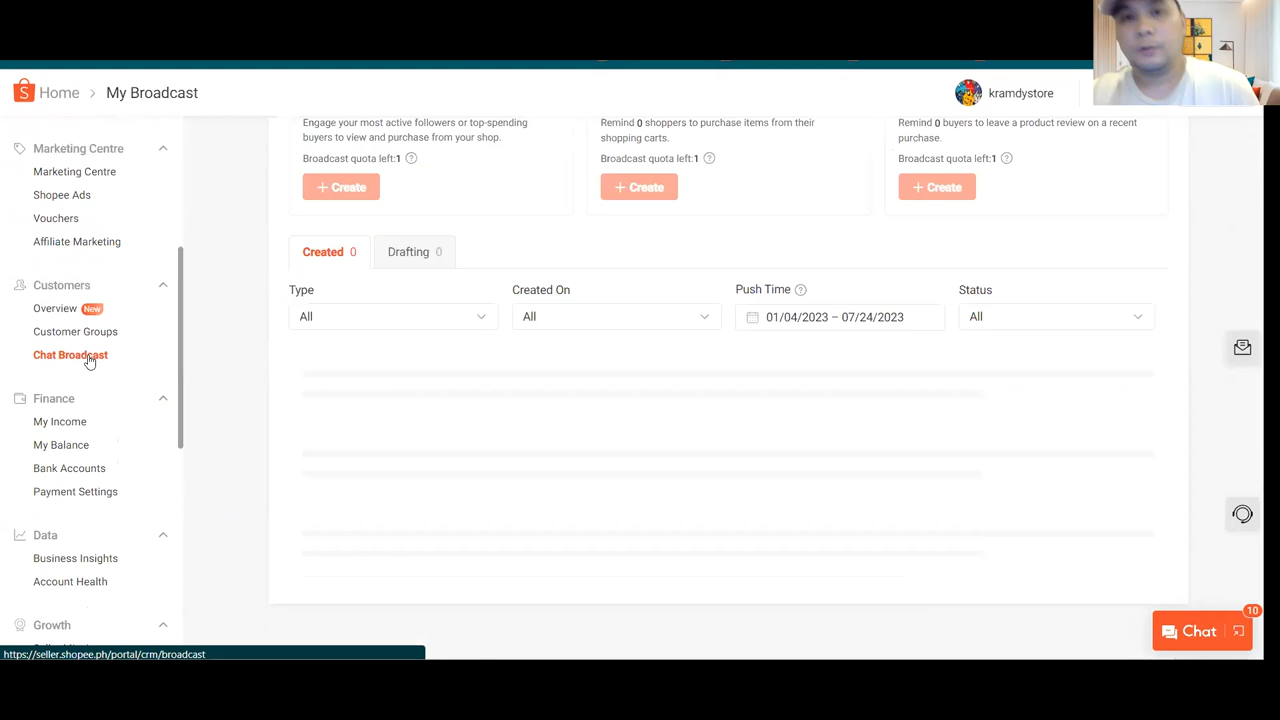 Home > My Broadcast
kramdystore
Marketing Centre
Marketing Centre
Shopee Ads
Vouchers
Affiliate Marketing
Customers
Overview New
Customer Groups
Chat Broadcast
Finance
My Income
My Balance
Bank Accounts
Payment Settings
Data
Business Insights
Account Health
Growth
https://seller.shopee.ph/portal/crm/broadcast
Engage your most active followers or top-spending
buyers to view and purchase from your shop.
Broadcast quota left:1 ?
+ Create
Remind 0 shoppers to purchase items from their
shopping carts.
Broadcast quota left:1 ?
+ Create
Remind 0 buyers to leave a product review on a recent
purchase.
Broadcast quota left:1 ?
+ Create
Created 0
Drafting 0
Type
All
Created On
All
Push Time ?
01/04/2023 – 07/24/2023
Status
All
Chat
10